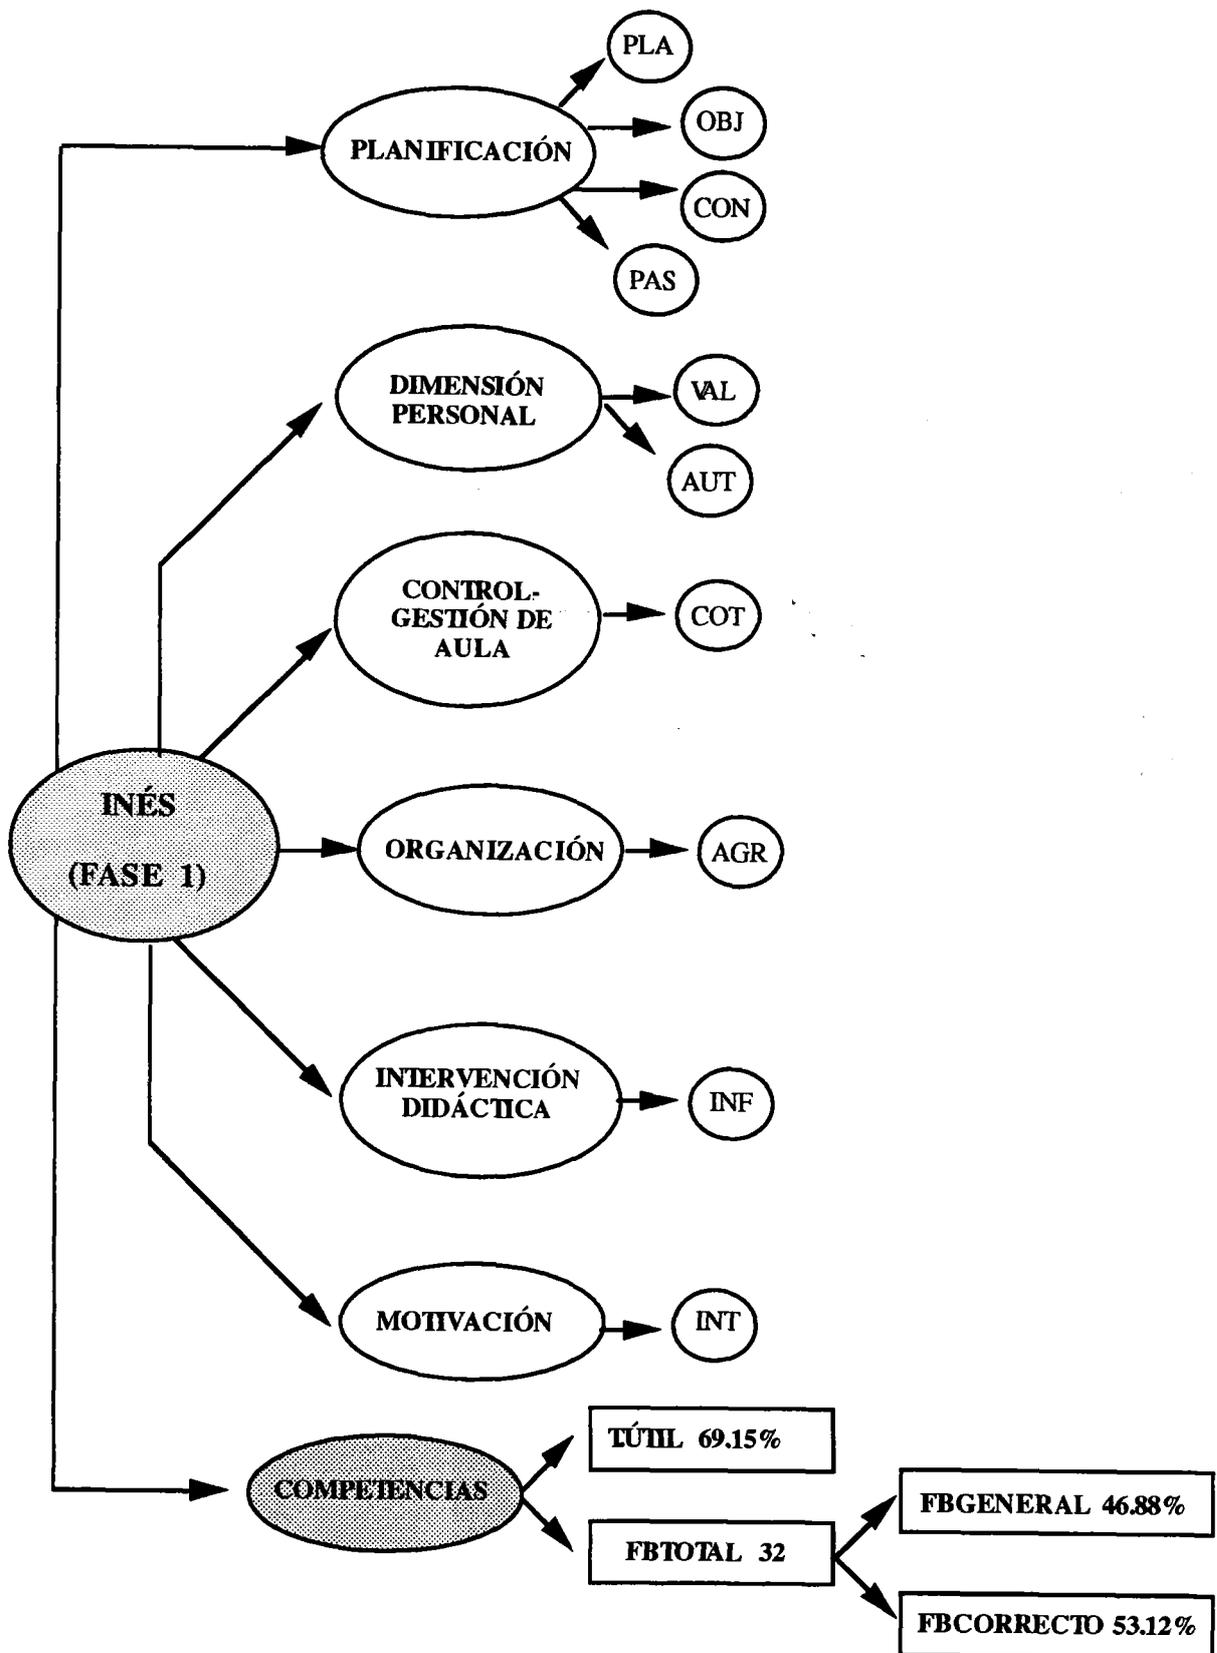 PLA
OBJ
PLANIFICACIÓN
CON
PAS
DIMENSIÓN
PERSONAL
VAL
AUT
CONTROL-
GESTIÓN DE
AULA
COT
INÉS
(FASE 1)
ORGANIZACIÓN
AGR
INTERVENCIÓN
DIDÁCTICA
INF
MOTIVACIÓN
INT
COMPETENCIAS
T.ÚTIL 69.15%
FBTOTAL 32
FBGENERAL 46.88%
FBCORRECTO 53.12%